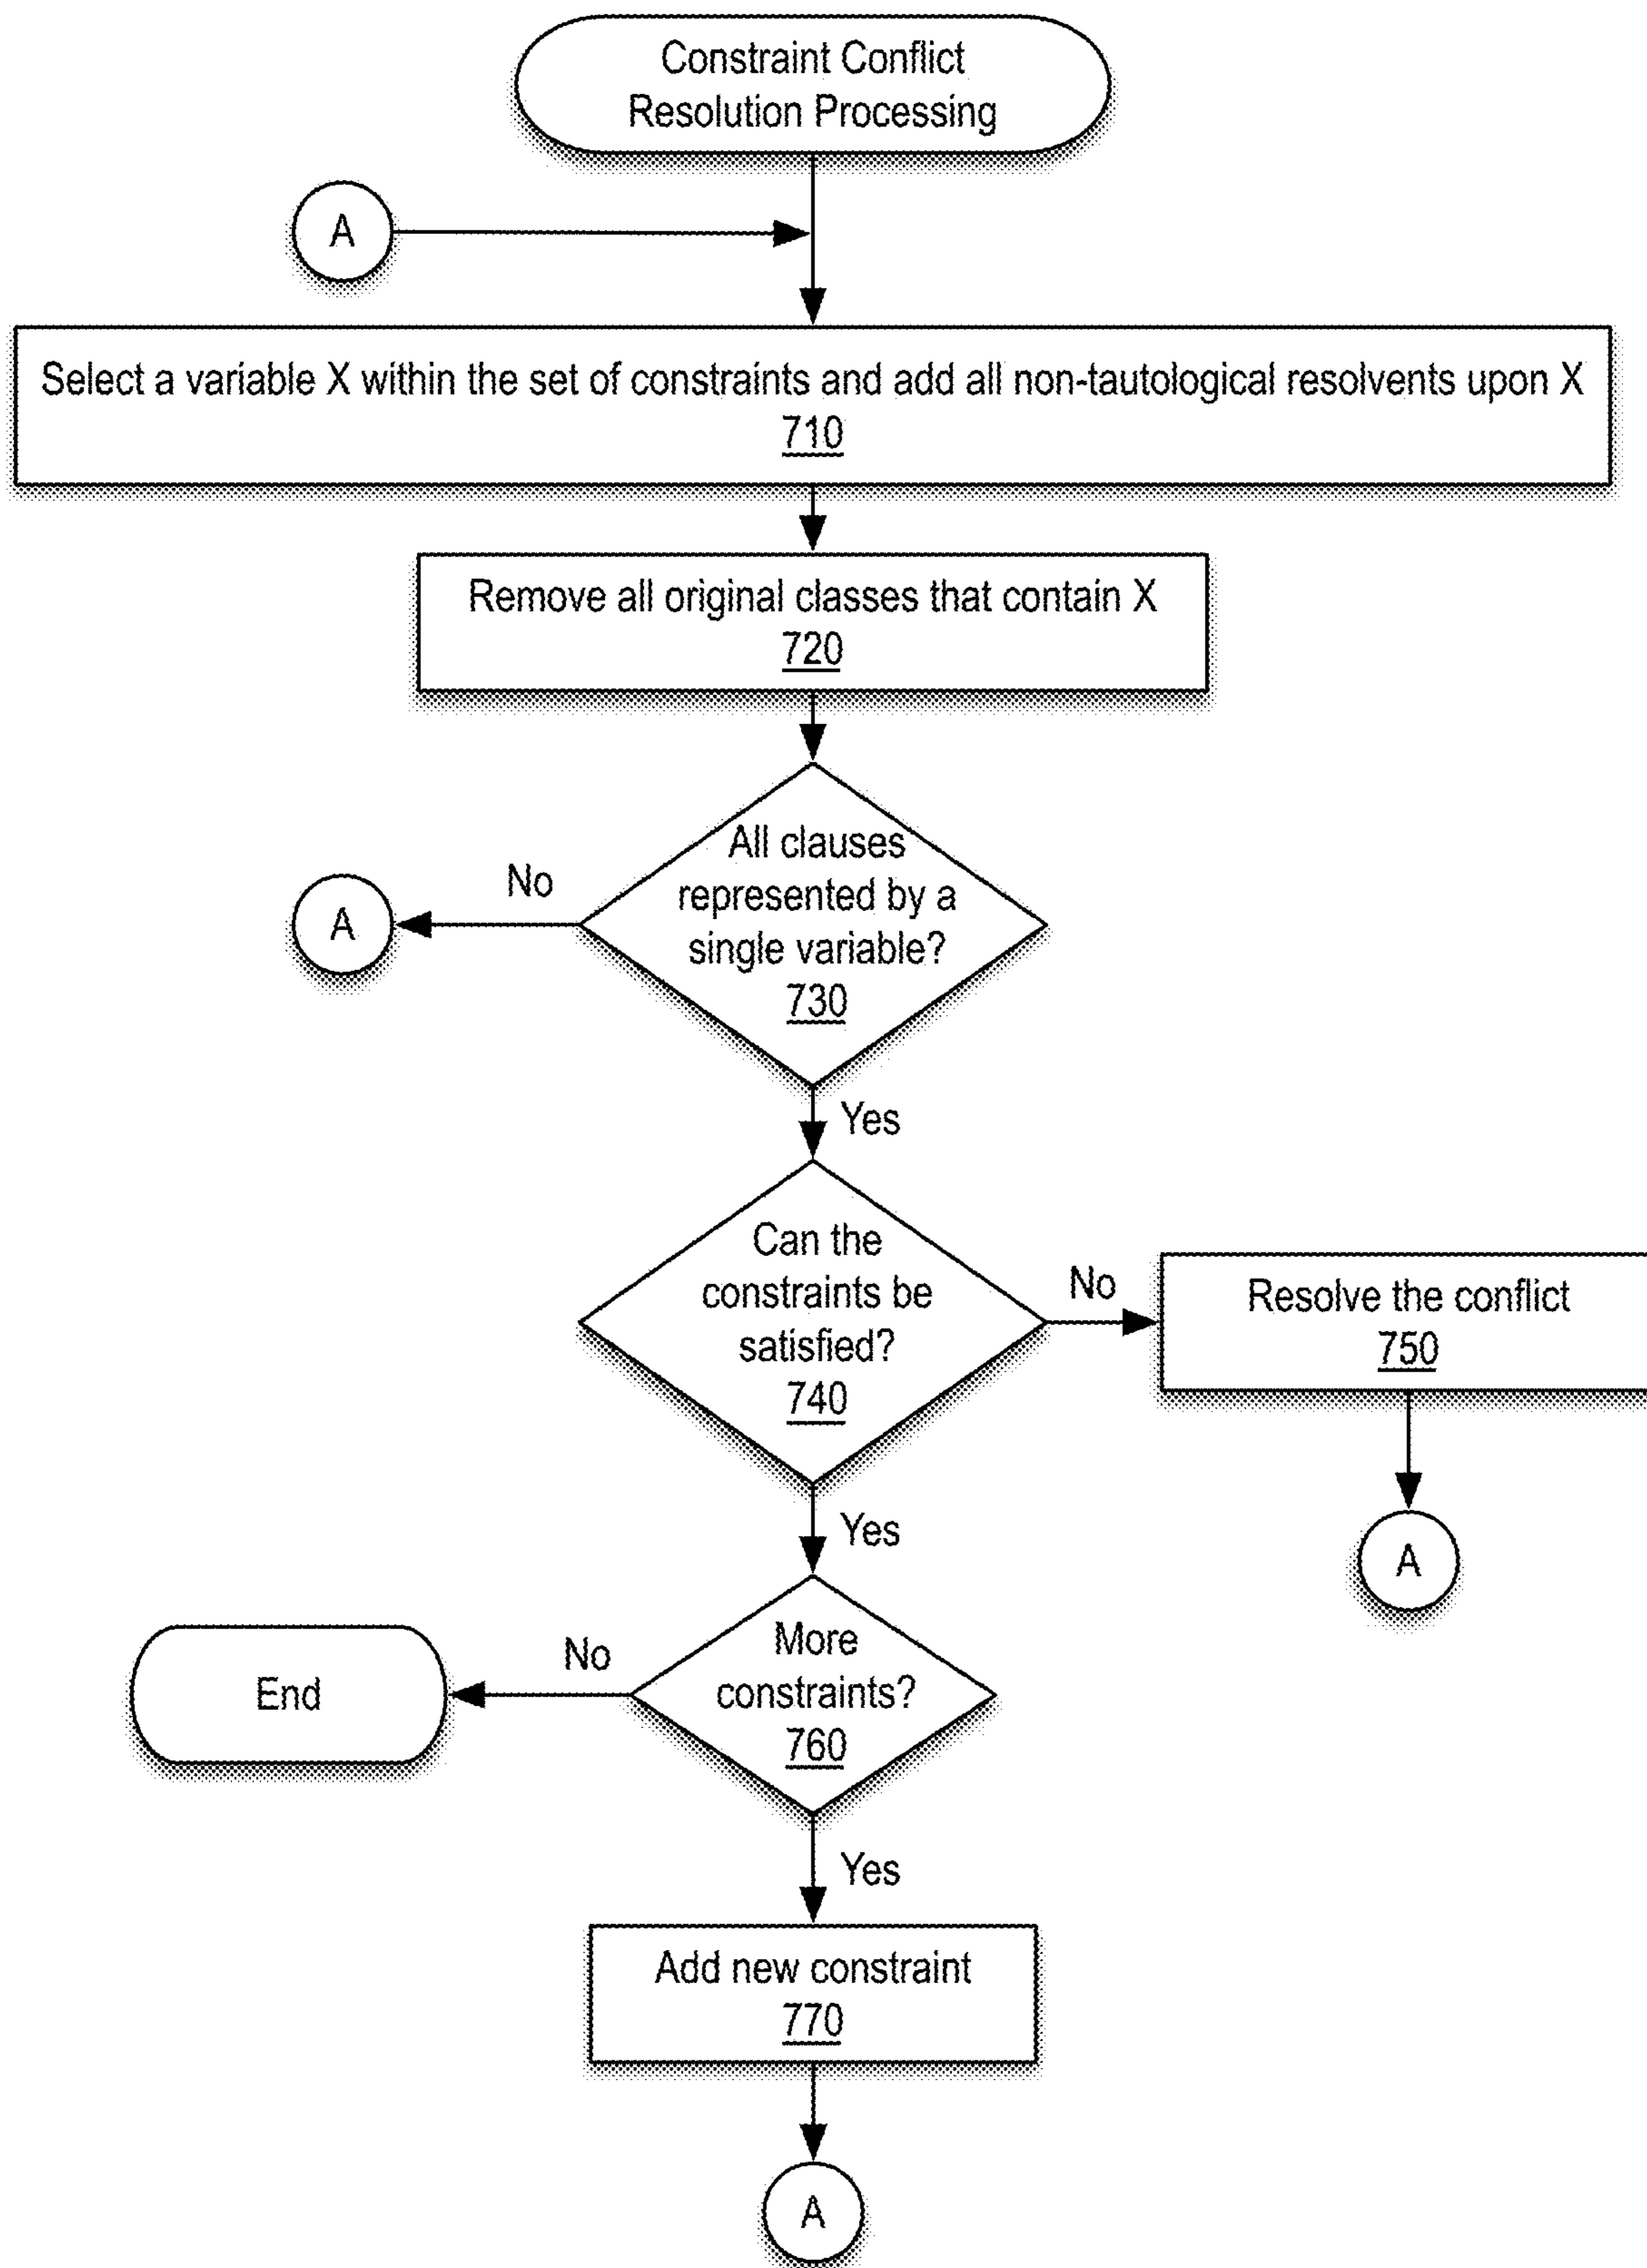 Constraint Conflict
Resolution Processing
A
Select a variable X within the set of constraints and add all non-tautological resolvents upon X
710
Remove all original classes that contain X
720
All clauses
represented by a
single variable?
730
No
A
Yes
Can the
constraints be
satisfied?
740
No
Resolve the conflict
750
A
Yes
More
constraints?
760
No
End
Yes
Add new constraint
770
A